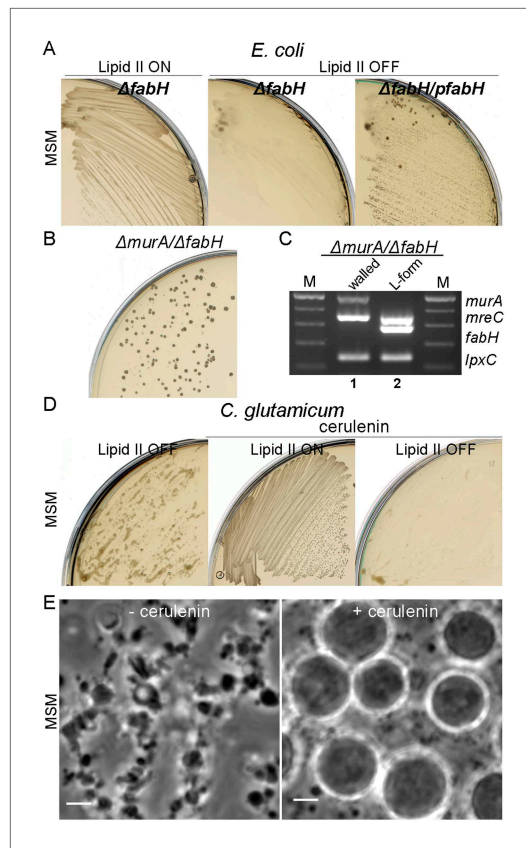 A
E. coli
Lipid II ON
Lipid II OFF
ΔfabH
ΔfabH
ΔfabH/pfabH
MSM
B
ΔmurA/ΔfabH
C
ΔmurA/ΔfabH
M
walled
L-form
M
murA
mreC
fabH
lpxC
1
2
D
C. glutamicum
cerulenin
Lipid II OFF
Lipid II ON
Lipid II OFF
MSM
E
- cerulenin
+ cerulenin
MSM